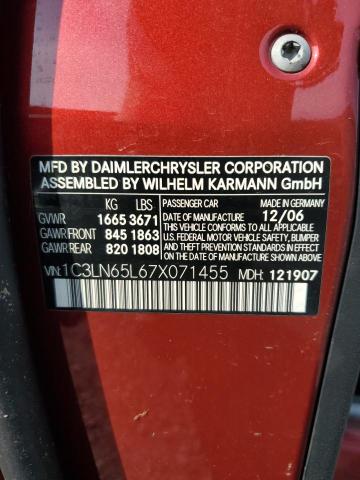 MFD BY DAIMLERCHRYSLER CORPORATION
ASSEMBLED BY WILHELM KARMANN GmbH
KG LBS PASSENGER CAR MADE IN GERMANY
GVWR 1665 3671 DATE OF MANUFACTURE 12/06
GAWR FRONT 845 1863
GAWR REAR 820 1808
THIS VEHICLE CONFORMS TO ALL APPLICABLE
U.S. FEDERAL MOTOR VEHICLE SAFETY, BUMPER
AND THEFT PREVENTION STANDARDS IN EFFECT
ON THE DATE OF MANUFACTURE SHOWN ABOVE.
VIN: 1C3LN65L67X071455 MDH: 121907